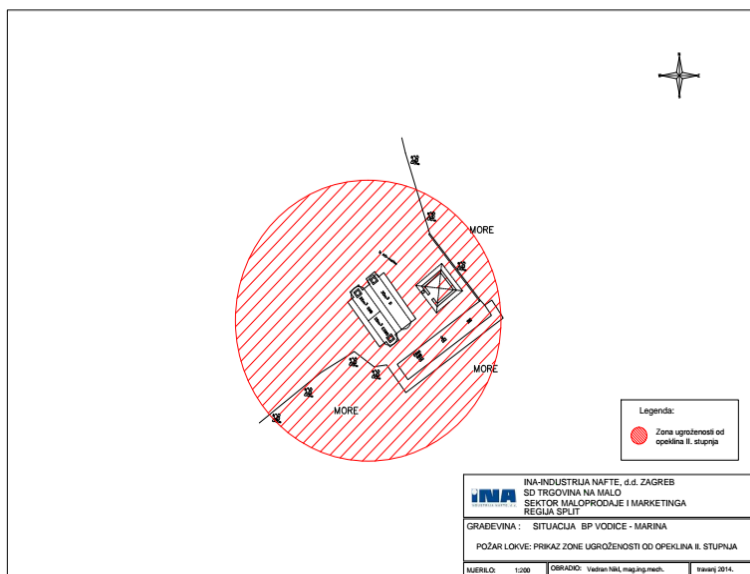 MORE
MORE
MORE
Legenda:
Zona ugroženosti od
opeklina II. stupnja
INA
INDUSTRIJA NAFTE, d.d.
INA-INDUSTRIJA NAFTE, d.d. ZAGREB
SD TRGOVINA NA MALO
SEKTOR MALOPRODAJE I MARKETINGA
REGIJA SPLIT
GRAĐEVINA : SITUACIJA BP VODICE - MARINA
POŽAR LOKVE: PRIKAZ ZONE UGROŽENOSTI OD OPEKLINA II. STUPNJA
MJERILO: 1:200
OBRADIO: Vedran Nikl, mag.ing.mech.
travanj 2014.